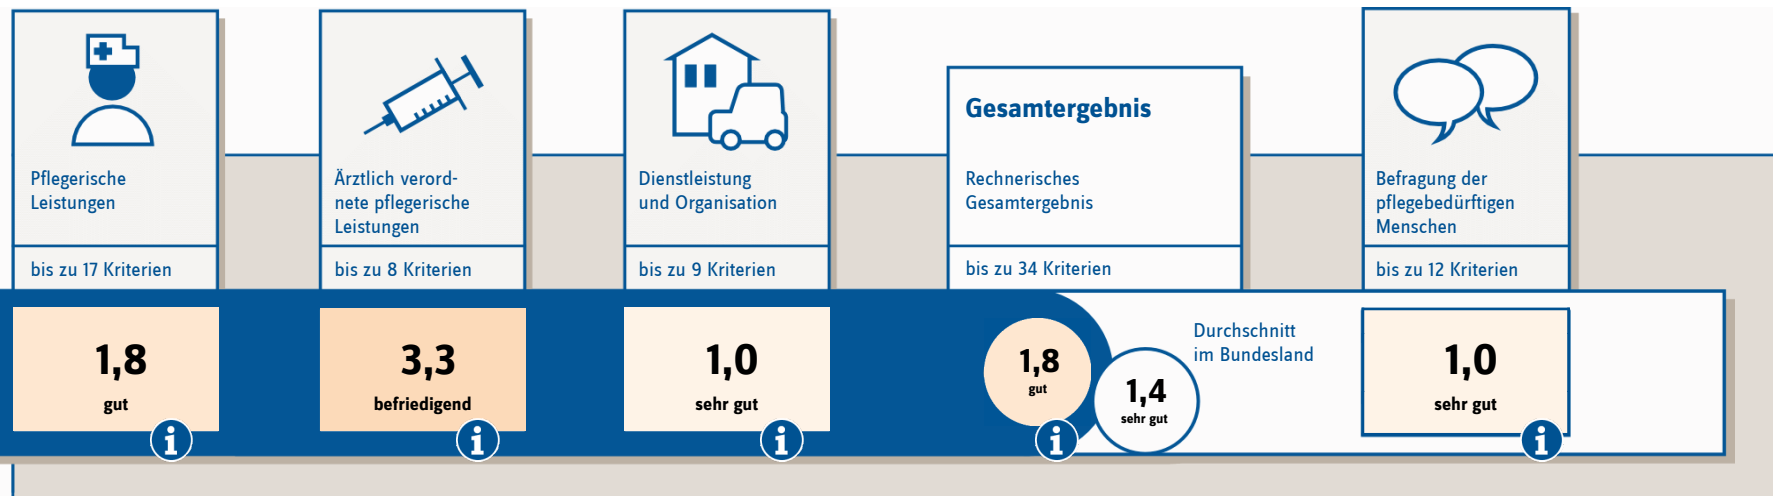 Pflegerische
Leistungen
bis zu 17 Kriterien
1,8
gut
i
Ärztlich verord-
nete pflegerische
Leistungen
bis zu 8 Kriterien
3,3
befriedigend
i
Dienstleistung
und Organisation
bis zu 9 Kriterien
1,0
sehr gut
i
Gesamtergebnis
Rechnerisches
Gesamtergebnis
bis zu 34 Kriterien
1,8
gut
i
1,4
sehr gut
Durchschnitt
im Bundesland
Befragung der
pflegebedürftigen
Menschen
bis zu 12 Kriterien
1,0
sehr gut
i